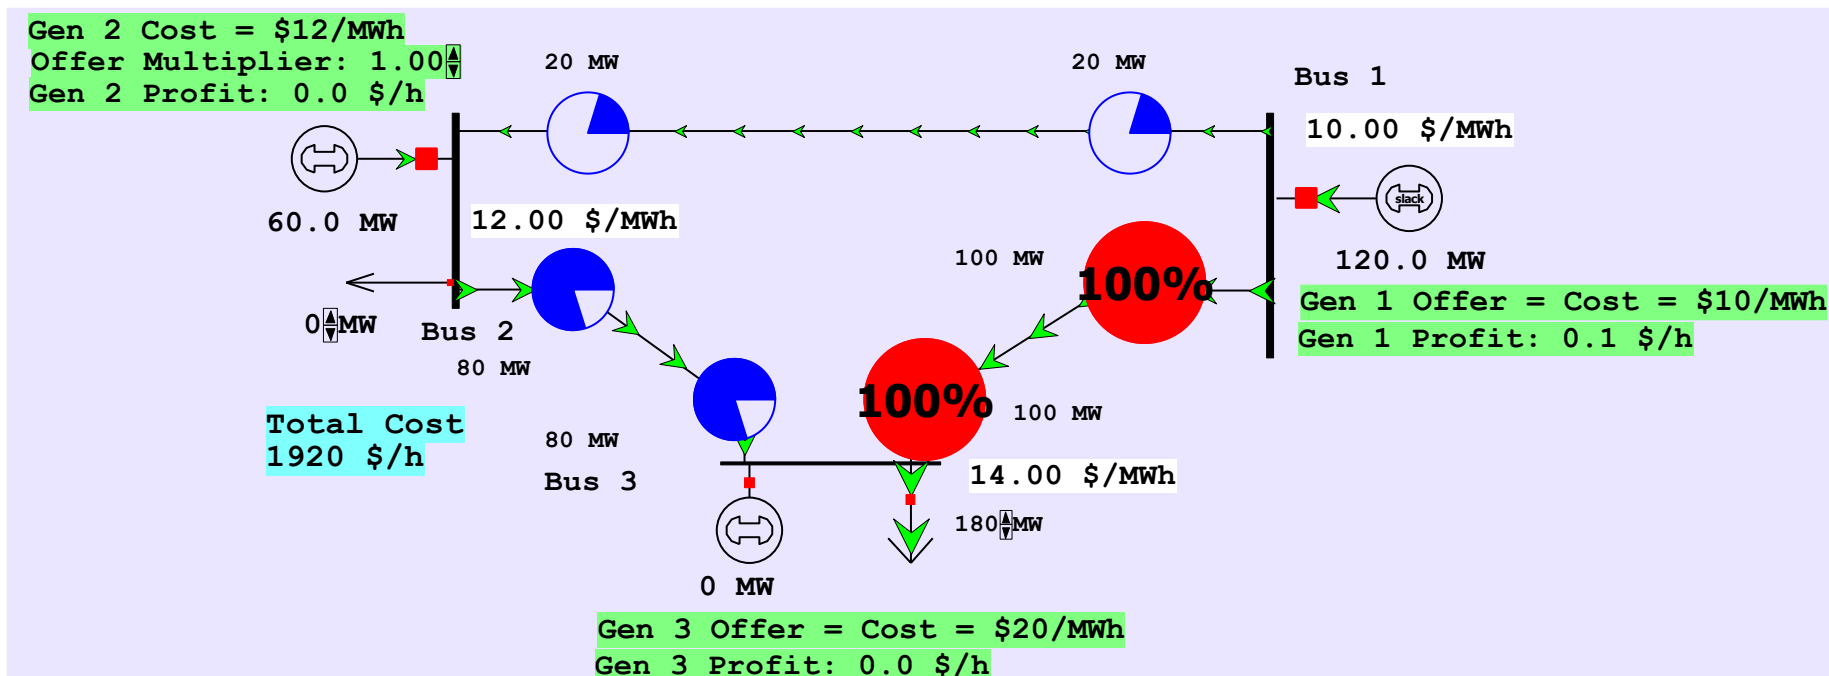 Gen 2 Cost = $12/MWh
Offer Multiplier: 1.00
Gen 2 Profit: 0.0 $/h
20 MW
20 MW
Bus 1
10.00 $/MWh
60.0 MW
12.00 $/MWh
slack
120.0 MW
100 MW
100%
Gen 1 Offer = Cost = $10/MWh
Gen 1 Profit: 0.1 $/h
0 MW
Bus 2
80 MW
Total Cost
1920 $/h
100%
100 MW
80 MW
Bus 3
14.00 $/MWh
180 MW
0 MW
Gen 3 Offer = Cost = $20/MWh
Gen 3 Profit: 0.0 $/h